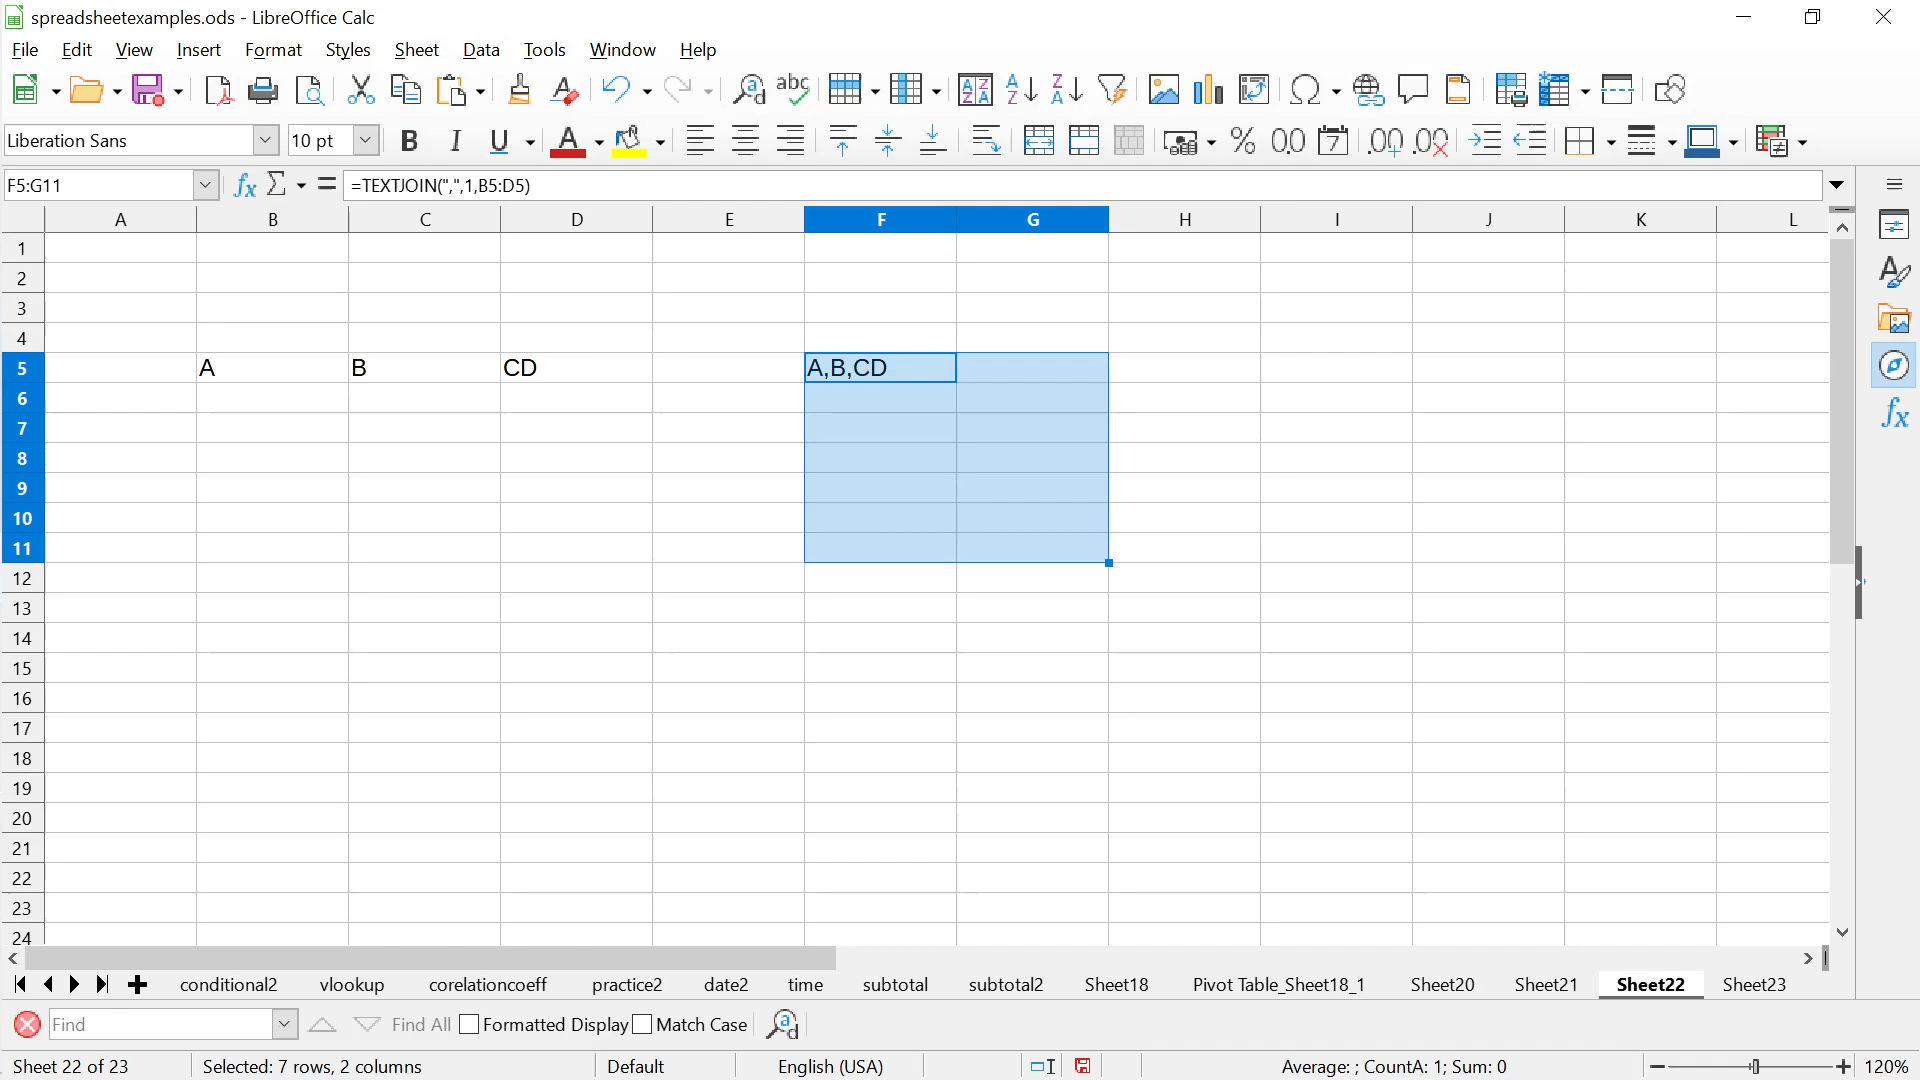 spreadsheetexamples.ods - LibreOffice Calc
File Edit View Insert Format Styles Sheet Data Tools Window Help
Liberation Sans 10 pt
F5:G11 =TEXTJOIN(",",1,B5:D5)
A B C D E F G H I J K L
1
2
3
4
5 A B CD A,B,CD
6
7
8
9
10
11
12
13
14
15
16
17
18
19
20
21
22
23
24
conditional2 vlookup corelationcoeff practice2 date2 time subtotal subtotal2 Sheet18 Pivot Table_Sheet18_1 Sheet20 Sheet21 Sheet22 Sheet23
Find Find All Formatted Display Match Case
Sheet 22 of 23 Selected: 7 rows, 2 columns Default English (USA) Average: ; CountA: 1; Sum: 0 120%